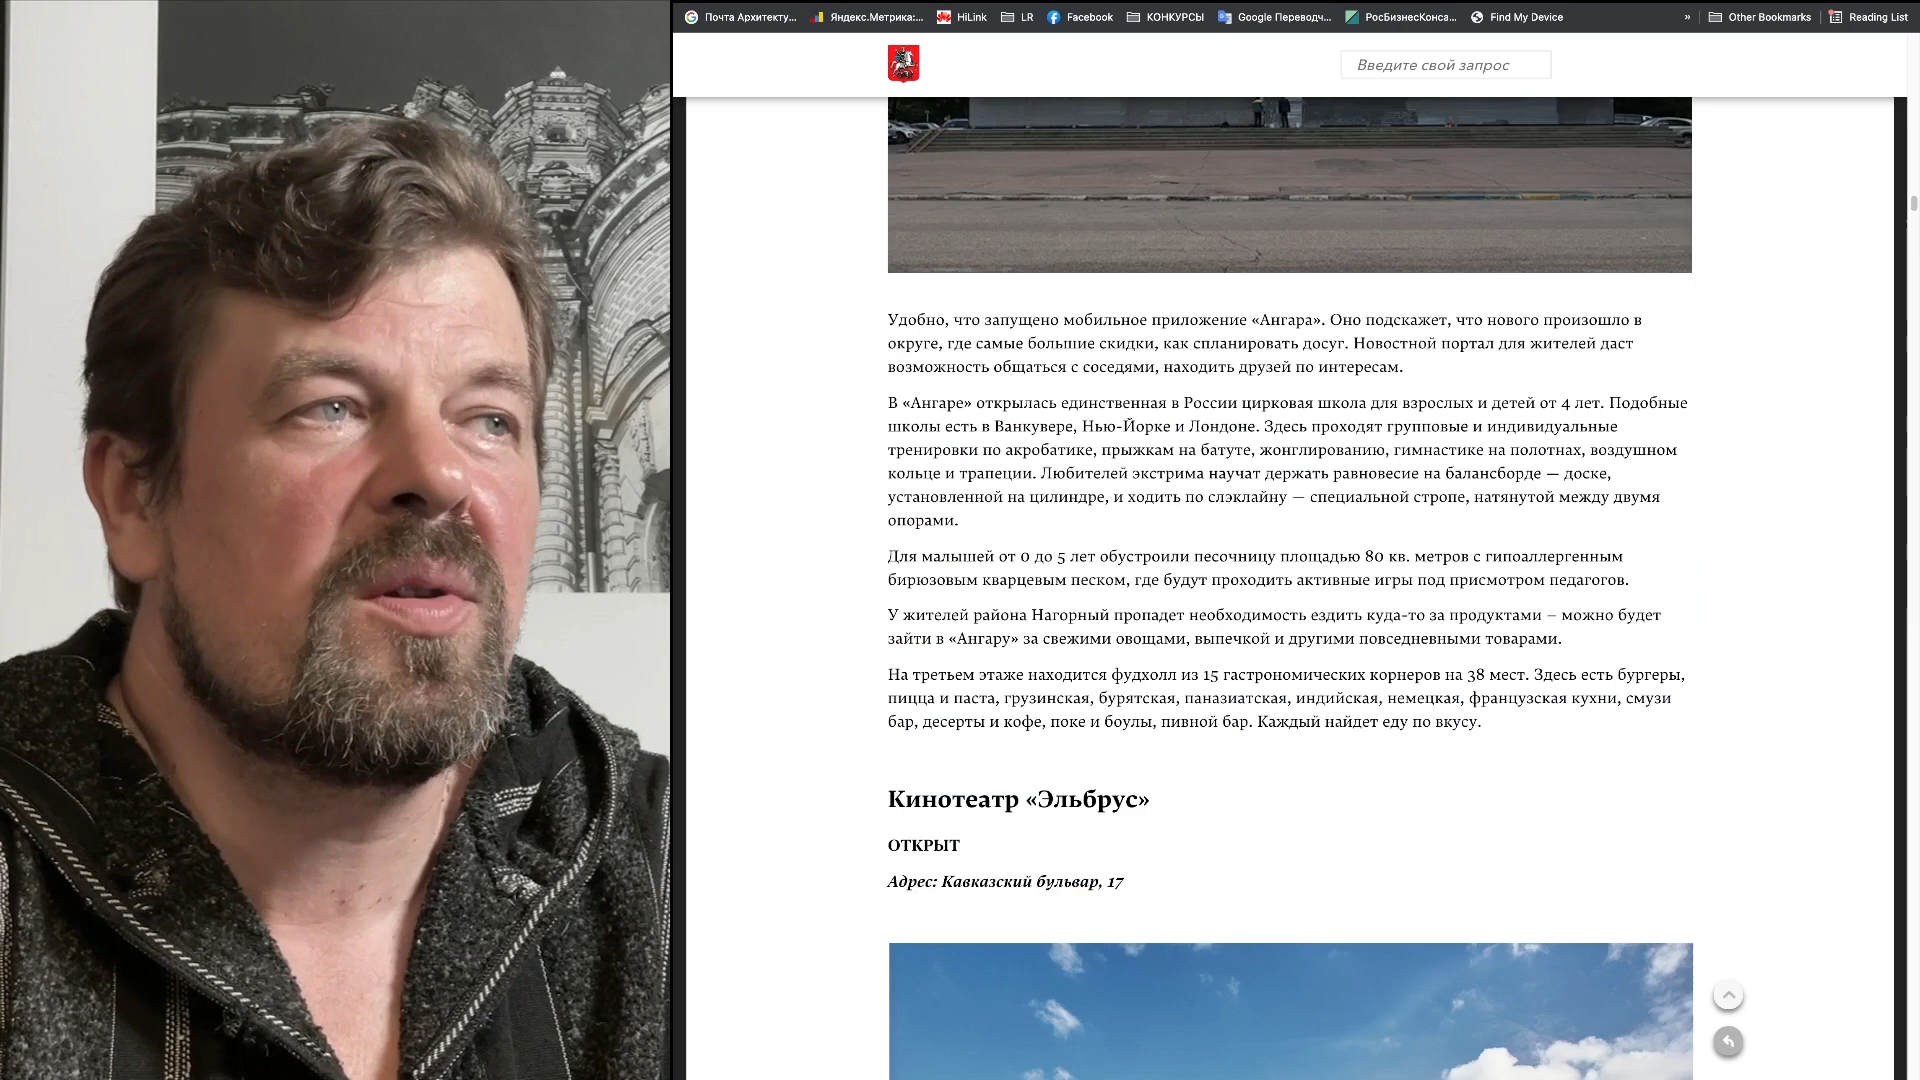 Почта Архитекту... Яндекс.Метрика:... HiLink LR Facebook КОНКУРСЫ Google Переводч... РосБизнесКонса... Find My Device » Other Bookmarks Reading List
Введите свой запрос
Удобно, что запущено мобильное приложение «Ангара». Оно подскажет, что нового произошло в
округе, где самые большие скидки, как спланировать досуг. Новостной портал для жителей даст
возможность общаться с соседями, находить друзей по интересам.
В «Ангаре» открылась единственная в России цирковая школа для взрослых и детей от 4 лет. Подобные
школы есть в Ванкувере, Нью-Йорке и Лондоне. Здесь проходят групповые и индивидуальные
тренировки по акробатике, прыжкам на батуте, жонглированию, гимнастике на полотнах, воздушном
кольце и трапеции. Любителей экстрима научат держать равновесие на балансборде — доске,
установленной на цилиндре, и ходить по слэклайну — специальной стропе, натянутой между двумя
опорами.
Для малышей от 0 до 5 лет обустроили песочницу площадью 80 кв. метров с гипоаллергенным
бирюзовым кварцевым песком, где будут проходить активные игры под присмотром педагогов.
У жителей района Нагорный пропадет необходимость ездить куда-то за продуктами – можно будет
зайти в «Ангару» за свежими овощами, выпечкой и другими повседневными товарами.
На третьем этаже находится фудхолл из 15 гастрономических корнеров на 38 мест. Здесь есть бургеры,
пицца и паста, грузинская, бурятская, паназиатская, индийская, немецкая, французская кухни, смузи
бар, десерты и кофе, поке и боулы, пивной бар. Каждый найдет еду по вкусу.
Кинотеатр «Эльбрус»
ОТКРЫТ
Адрес: Кавказский бульвар, 17